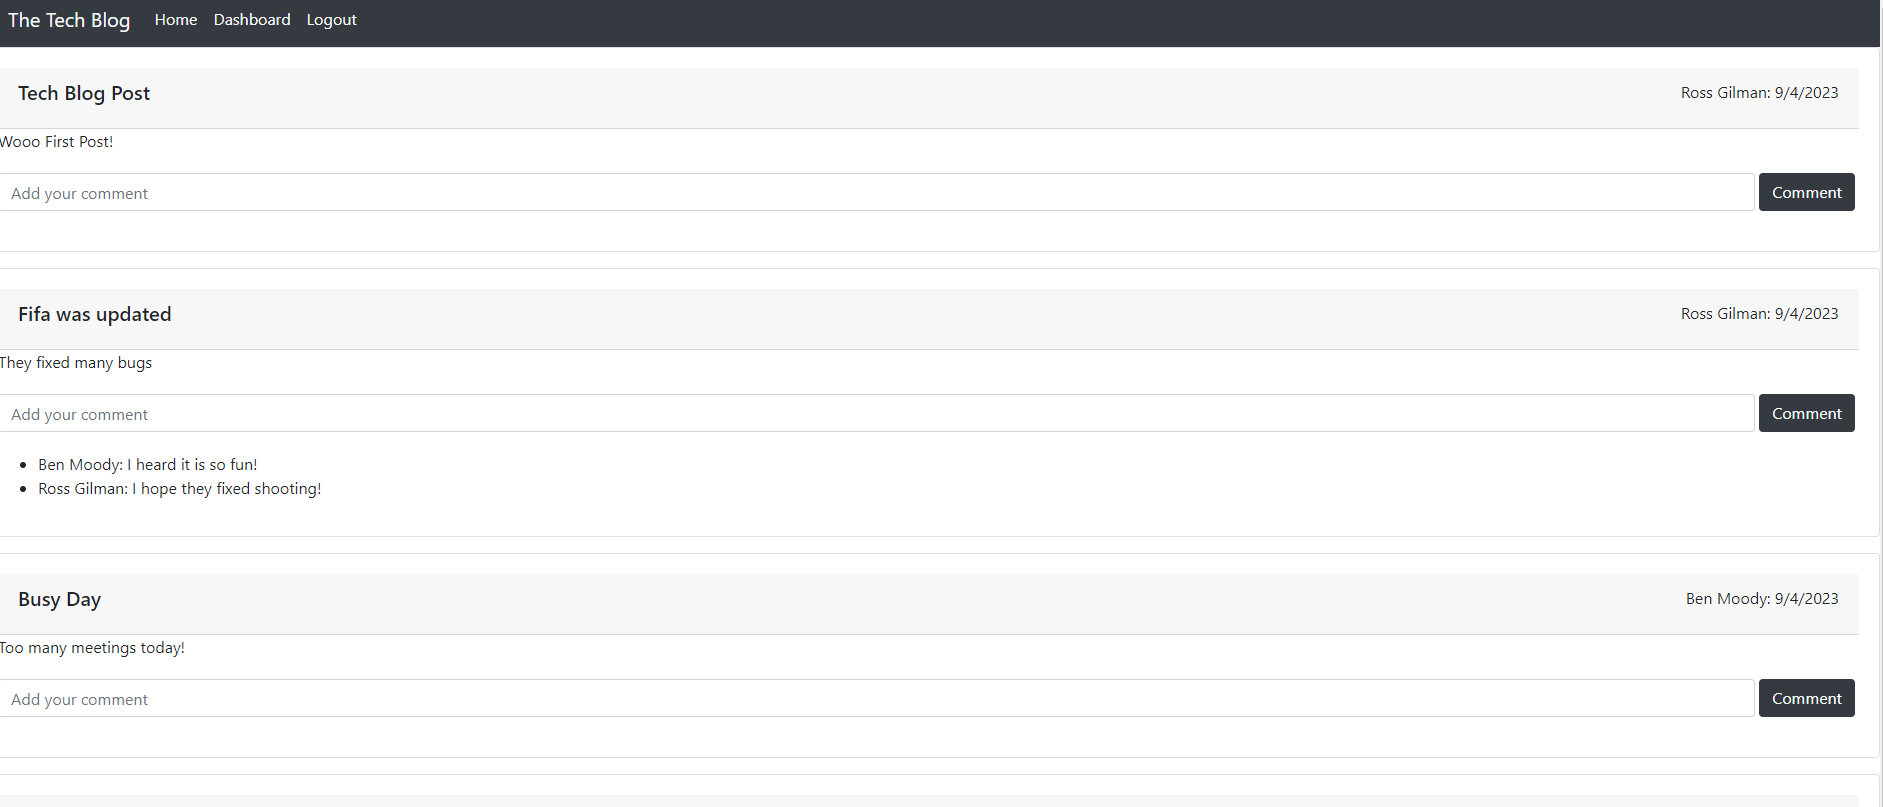 The Tech Blog Home Dashboard Logout
Tech Blog Post Ross Gilman: 9/4/2023
Wooo First Post!
Add your comment Comment
Fifa was updated Ross Gilman: 9/4/2023
They fixed many bugs
Add your comment Comment
Ben Moody: I heard it is so fun!
Ross Gilman: I hope they fixed shooting!
Busy Day Ben Moody: 9/4/2023
Too many meetings today!
Add your comment Comment